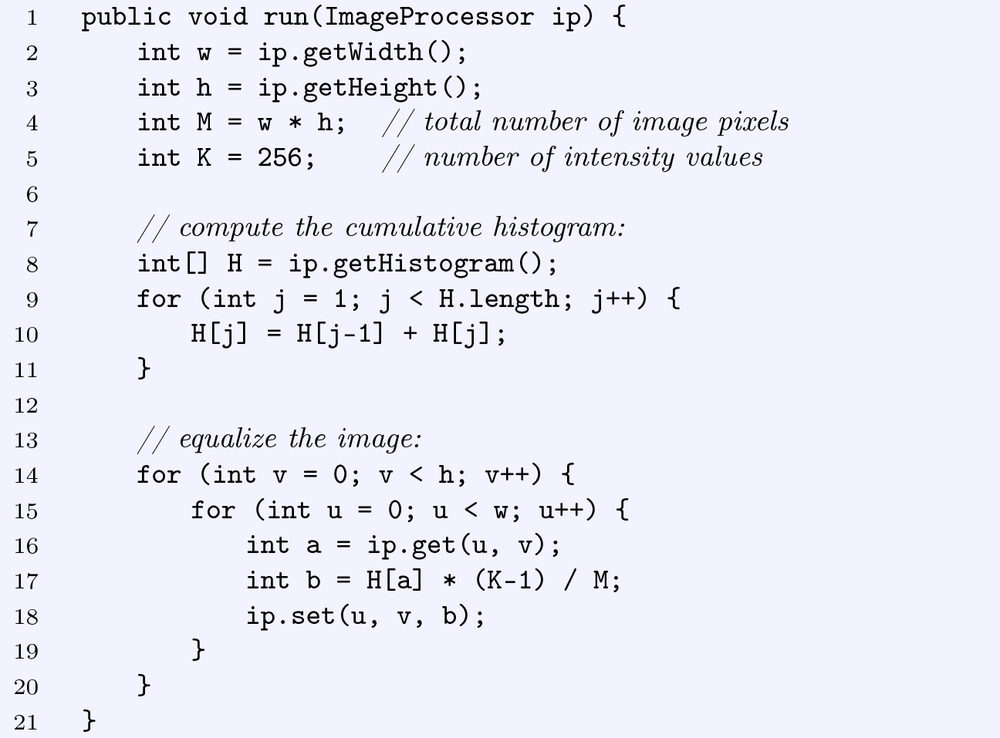 1 public void run(ImageProcessor ip) {
2 int w = ip.getWidth();
3 int h = ip.getHeight();
4 int M = w * h; // total number of image pixels
5 int K = 256; // number of intensity values
6
7 // compute the cumulative histogram:
8 int[] H = ip.getHistogram();
9 for (int j = 1; j < H.length; j++) {
10 H[j] = H[j-1] + H[j];
11 }
12
13 // equalize the image:
14 for (int v = 0; v < h; v++) {
15 for (int u = 0; u < w; u++) {
16 int a = ip.get(u, v);
17 int b = H[a] * (K-1) / M;
18 ip.set(u, v, b);
19 }
20 }
21 }